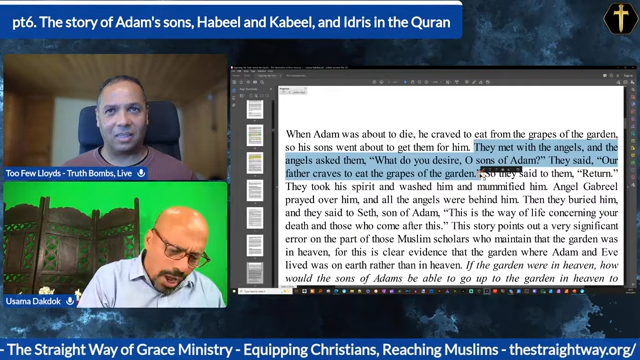 pt6. The story of Adam's sons, Habeel and Kabeel, and Idris in the Quran
Too Few Lloyds - Truth Bombs, Live
Usama Dakdok
When Adam was about to die, he craved to eat from the grapes of the garden,
so his sons went about to get them for him. They met with the angels, and the
angels asked them, “What do you desire, O sons of Adam?” They said, “Our
father craves to eat the grapes of the garden.” So they said to them, “Return.”
They took his spirit and washed him and mummified him. Angel Gabreel
prayed over him, and all the angels were behind him. Then they buried him,
and they said to Seth, son of Adam, “This is the way of life concerning your
death and those who come after this.” This story points out a very significant
error on the part of those Muslim scholars who maintain that the garden was
in heaven, for this is clear evidence that the garden where Adam and Eve
lived was on earth rather than in heaven. If the garden were in heaven, how
would the sons of Adams be able to go up to the garden in heaven to
- The Straight Way of Grace Ministry - Equipping Christians, Reaching Muslims - thestraightway.org/